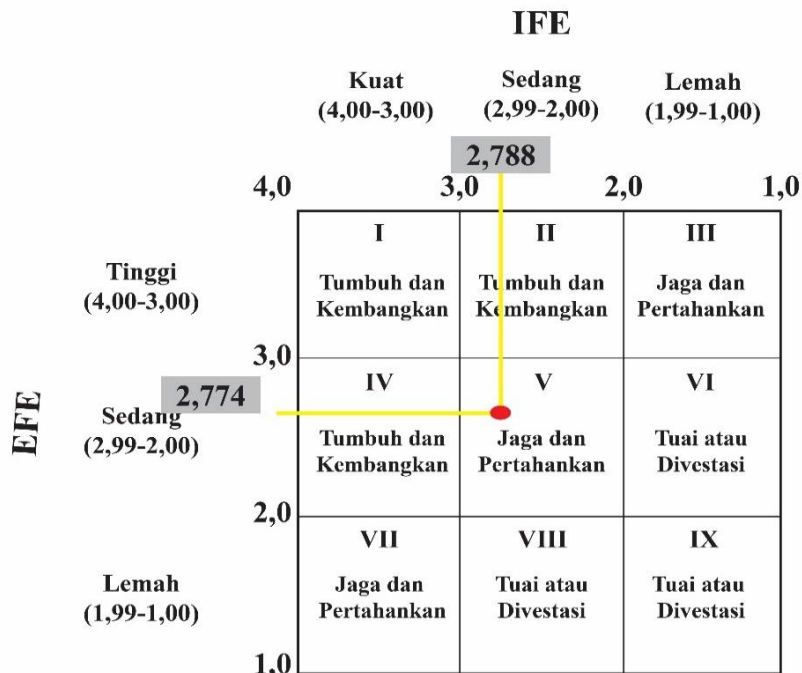 IFE
Kuat
(4,00-3,00)
Sedang
(2,99-2,00)
Lemah
(1,99-1,00)
2,788
4,0 3,0 2,0 1,0
I
Tumbuh dan
Kembangkan
II
Tumbuh dan
Kembangkan
III
Jaga dan
Pertahankan
Tinggi
(4,00-3,00)
3,0
EFE
2,774
Sedang
(2,99-2,00)
IV
Tumbuh dan
Kembangkan
V
Jaga dan
Pertahankan
VI
Tuai atau
Divestasi
2,0
Lemah
(1,99-1,00)
VII
Jaga dan
Pertahankan
VIII
Tuai atau
Divestasi
IX
Tuai atau
Divestasi
1,0